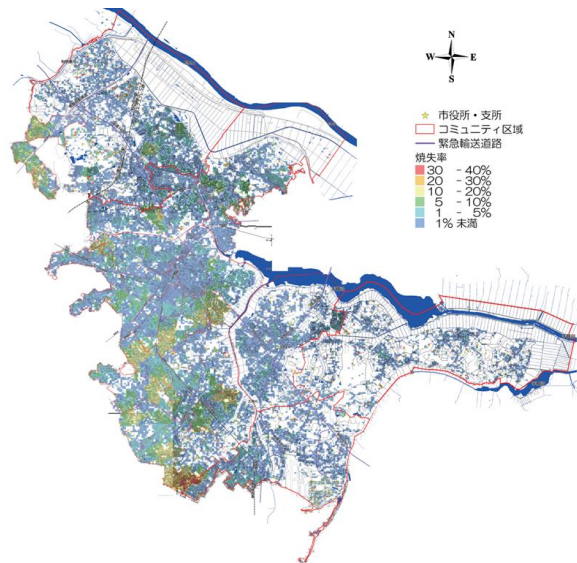 N
W E
S
市役所・支所
コミュニティ区域
緊急輸送道路
焼失率
30 - 40%
20 - 30%
10 - 20%
5 - 10%
1 - 5%
1% 未満